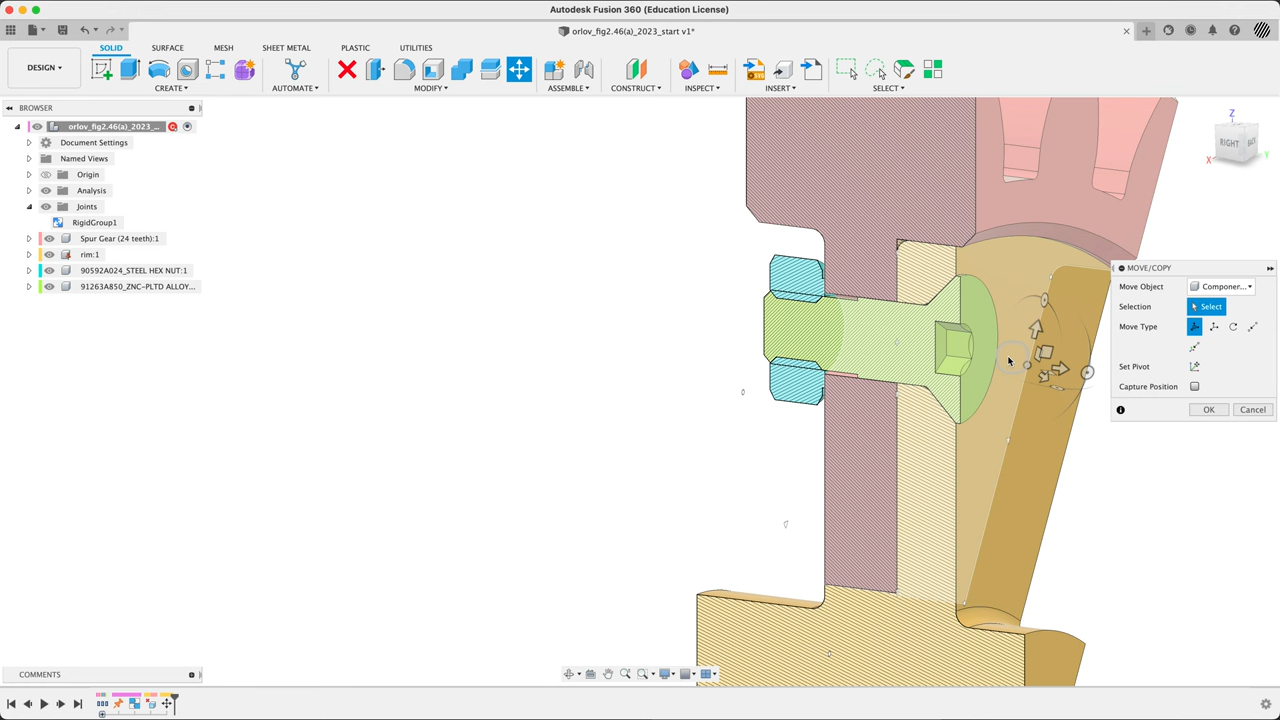 Autodesk Fusion 360 (Education License)
orlov_fig2.46(a)_2023_start v1*
SOLID SURFACE MESH SHEET METAL PLASTIC UTILITIES
DESIGN
CREATE AUTOMATE MODIFY ASSEMBLE CONSTRUCT INSPECT INSERT SELECT
BROWSER
orlov_fig2.46(a)_2023_...
Document Settings
Named Views
Origin
Analysis
Joints
RigidGroup1
Spur Gear (24 teeth):1
rim:1
90592A024_STEEL HEX NUT:1
91263A850_ZNC-PLTD ALLOY...
Z
RIGHT
X
Y
MOVE/COPY
Move Object Componen...
Selection Select
Move Type
Set Pivot
Capture Position
OK Cancel
COMMENTS